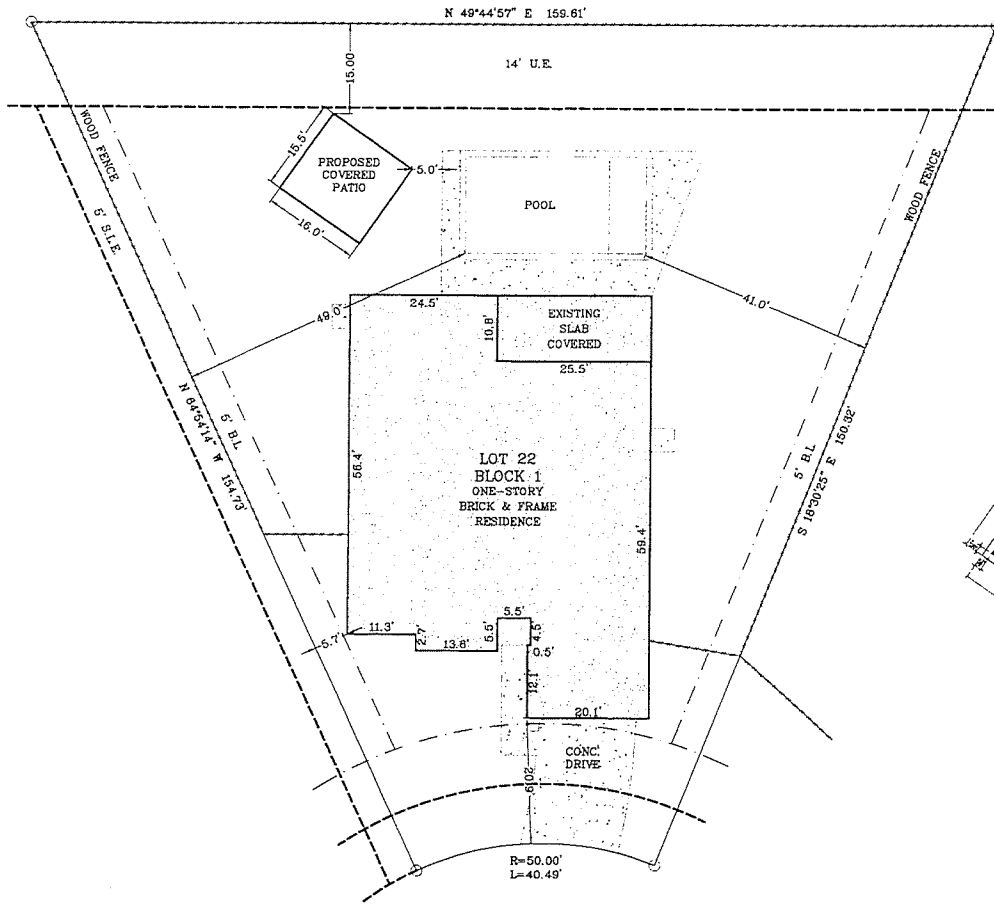 N 49°44'57" E 159.61'
14' U.E.
15.00
WOOD FENCE
WOOD FENCE
15.5'
PROPOSED
COVERED
PATIO
5.0'
16.0'
POOL
5' S.L.E.
49.0'
41.0'
24.5'
10.8'
EXISTING
SLAB
COVERED
25.5'
N 64°54'14" W 154.73'
5' B.L
5' B.L
S 18°30'25" E 150.32'
56.4'
LOT 22
BLOCK 1
ONE-STORY
BRICK & FRAME
RESIDENCE
59.4'
5.5'
11.3'
2.7'
13.6'
5.5'
4.5'
0.5'
5.7'
12.1'
20.1'
CONC.
DRIVE
20.9
R=50.00'
L=40.49'